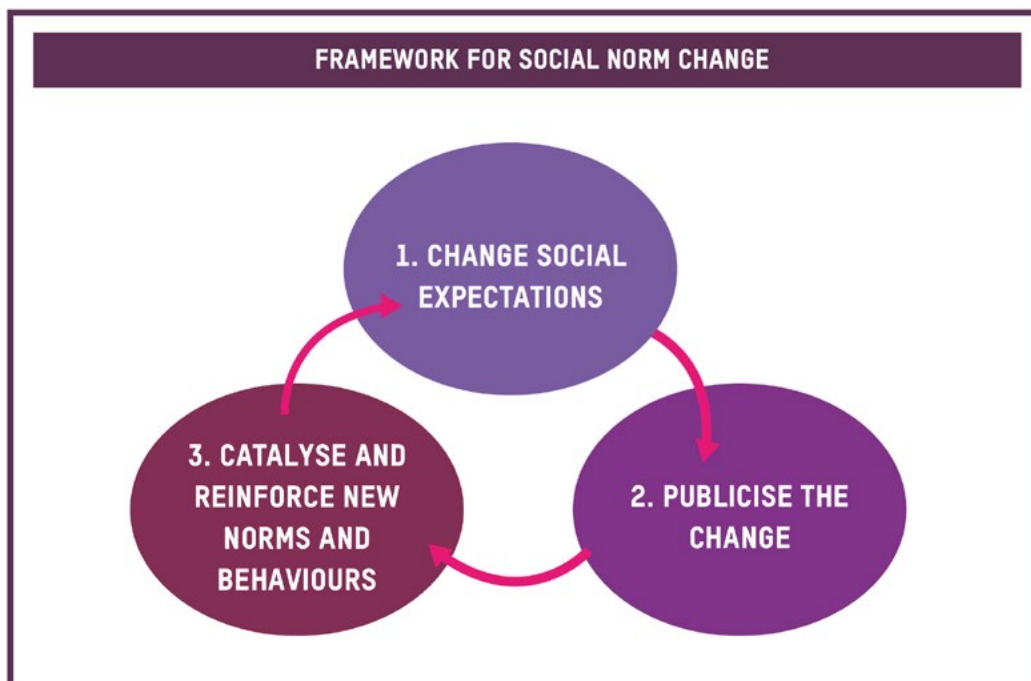 FRAMEWORK FOR SOCIAL NORM CHANGE
1. CHANGE SOCIAL
EXPECTATIONS
2. PUBLICISE THE
CHANGE
3. CATALYSE AND
REINFORCE NEW
NORMS AND
BEHAVIOURS